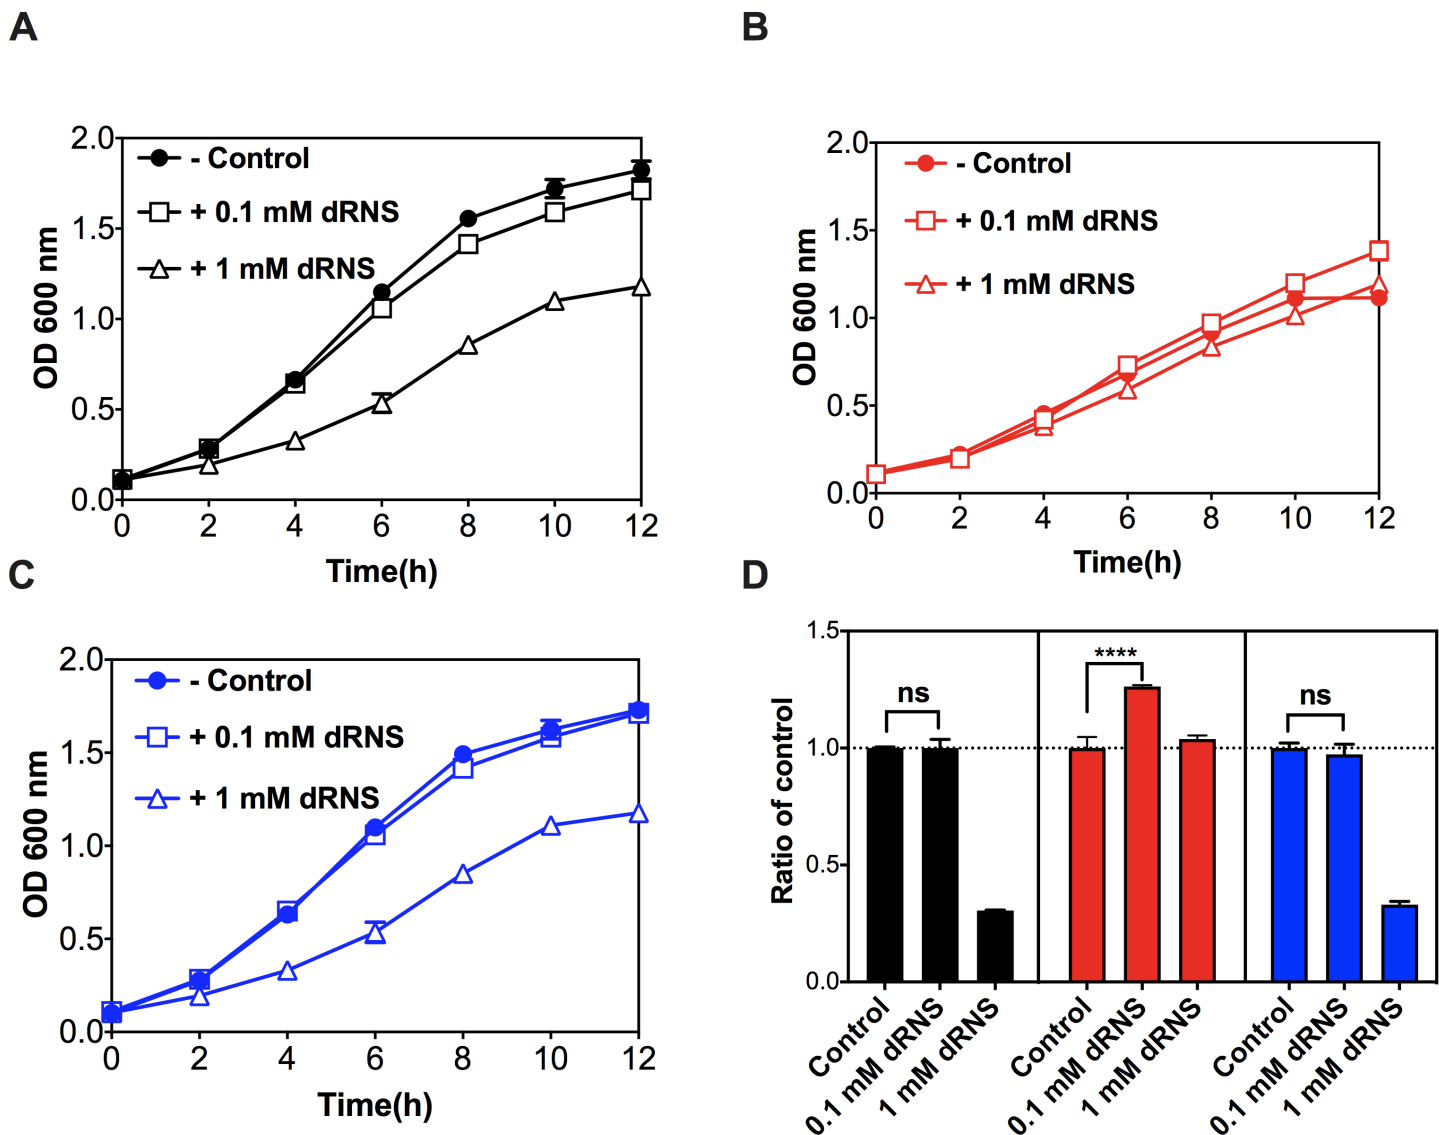 A
2.0
1.5
1.0
0.5
0.0
OD 600 nm
- Control
+ 0.1 mM dRNS
+ 1 mM dRNS
0 2 4 6 8 10 12
Time(h)
B
2.0
1.5
1.0
0.5
0.0
OD 600 nm
- Control
+ 0.1 mM dRNS
+ 1 mM dRNS
0 2 4 6 8 10 12
Time(h)
C
2.0
1.5
1.0
0.5
0.0
OD 600 nm
- Control
+ 0.1 mM dRNS
+ 1 mM dRNS
0 2 4 6 8 10 12
Time(h)
D
1.5
1.0
0.5
0.0
Ratio of control
ns
****
ns
Control
0.1 mM dRNS
1 mM dRNS
Control
0.1 mM dRNS
1 mM dRNS
Control
0.1 mM dRNS
1 mM dRNS